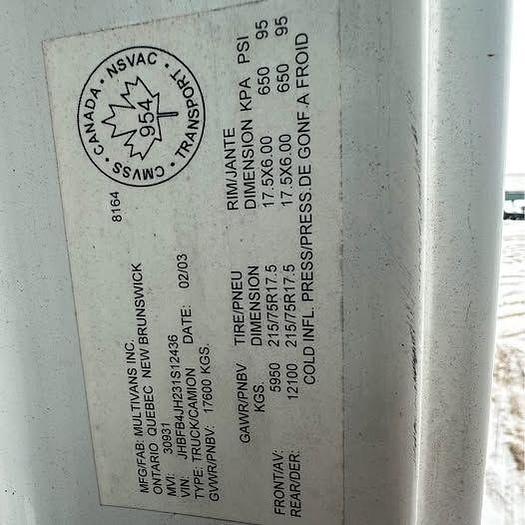 CMVSS • CANADA • NSVAC • TRANSPORT •
954
8164
MFG/FAB: MULTIVANS INC.
ONTARIO QUEBEC NEW BRUNSWICK
MVI: 30931
VIN: JHBFB4JH231S12436
TYPE: TRUCK/CAMION DATE: 02/03
GVWR/PNBV: 17600 KGS.
GAWR/PNBV TIRE/PNEU RIM/JANTE
KGS. DIMENSION DIMENSION KPA PSI
FRONT/AV: 5950 215/75R17.5 17.5X6.00 650 95
REAR/DER: 12100 215/75R17.5 17.5X6.00 650 95
COLD INFL. PRESS/PRESS.DE GONF.A FROID